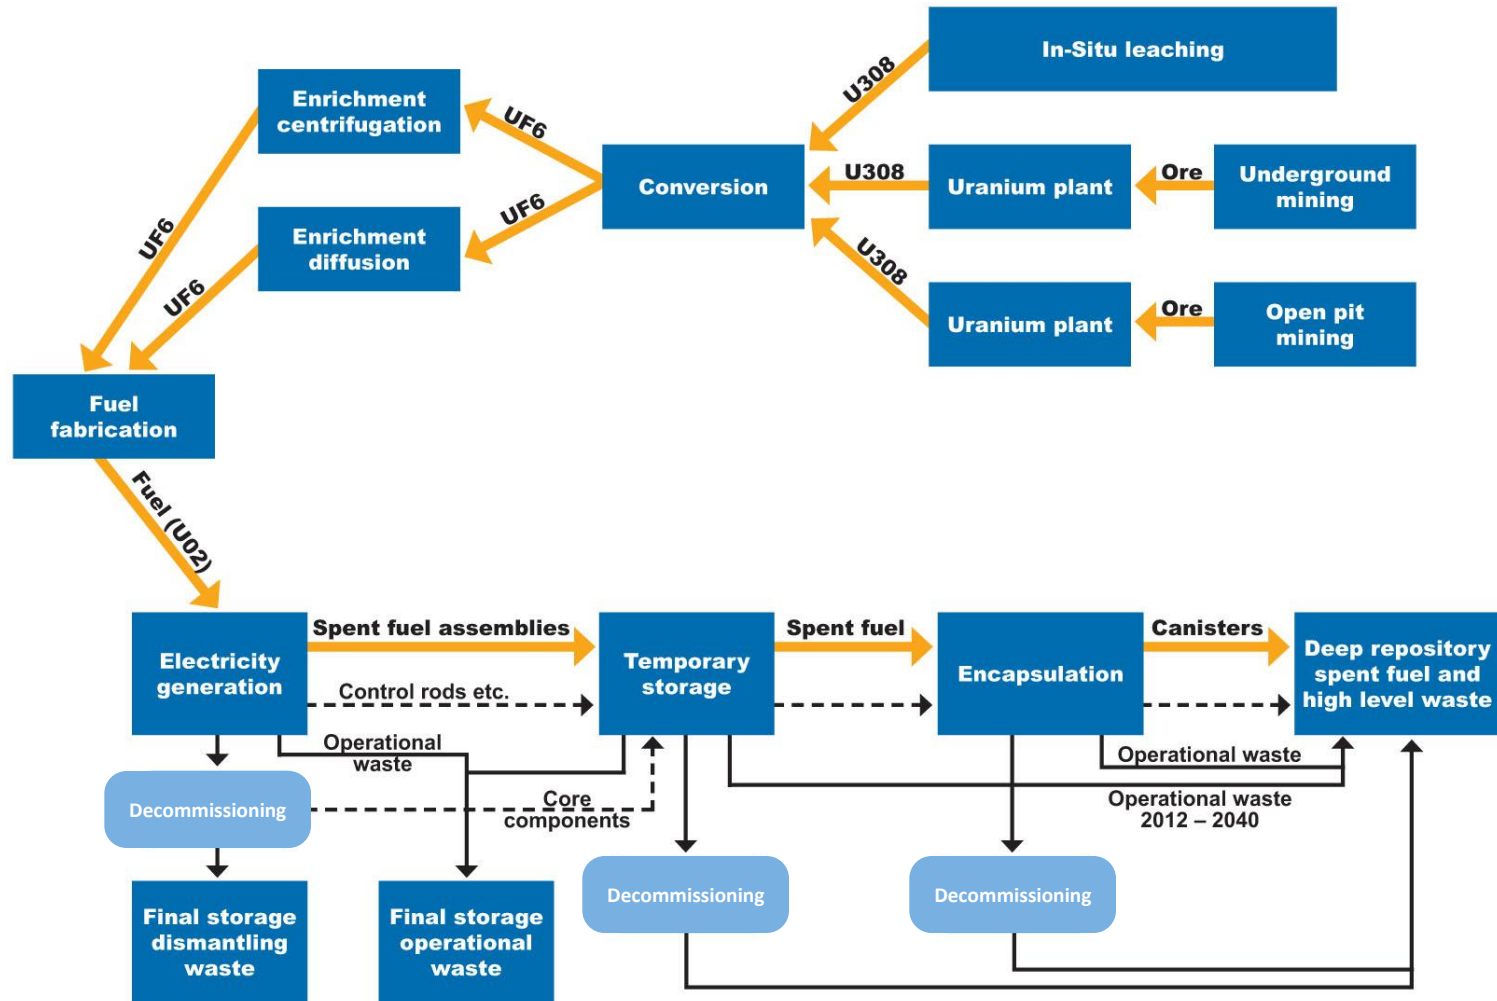 In-Situ leaching
U308
Enrichment
centrifugation
UF6
Conversion
U308
Uranium plant
Ore
Underground
mining
UF6
Enrichment
diffusion
UF6
UF6
U308
Uranium plant
Ore
Open pit
mining
Fuel
fabrication
Fuel (U02)
Electricity
generation
Spent fuel assemblies
Control rods etc.
Temporary
storage
Spent fuel
Encapsulation
Canisters
Deep repository
spent fuel and
high level waste
Operational
waste
Operational waste
Operational waste
2012 – 2040
Decommissioning
Core
components
Decommissioning
Decommissioning
Final storage
dismantling
waste
Final storage
operational
waste